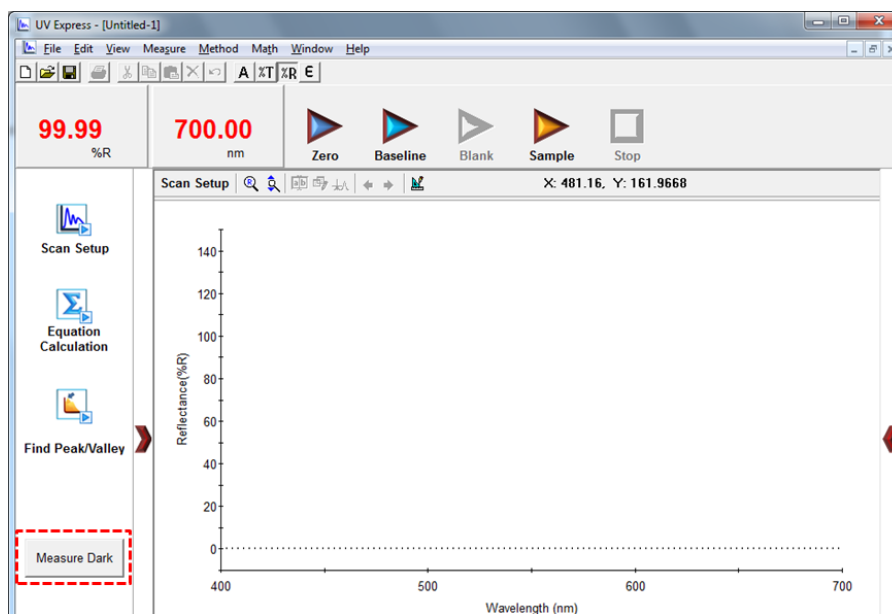 UV Express - [Untitled-1]
File Edit View Measure Method Math Window Help
A %T %R E
99.99
%R
700.00
nm
Zero Baseline Blank Sample Stop
Scan Setup X: 481.16, Y: 161.9668
Scan Setup
Equation
Calculation
Find Peak/Valley
Measure Dark
140
120
100
80
60
40
20
0
Reflectance(%R)
400 500 600 700
Wavelength (nm)